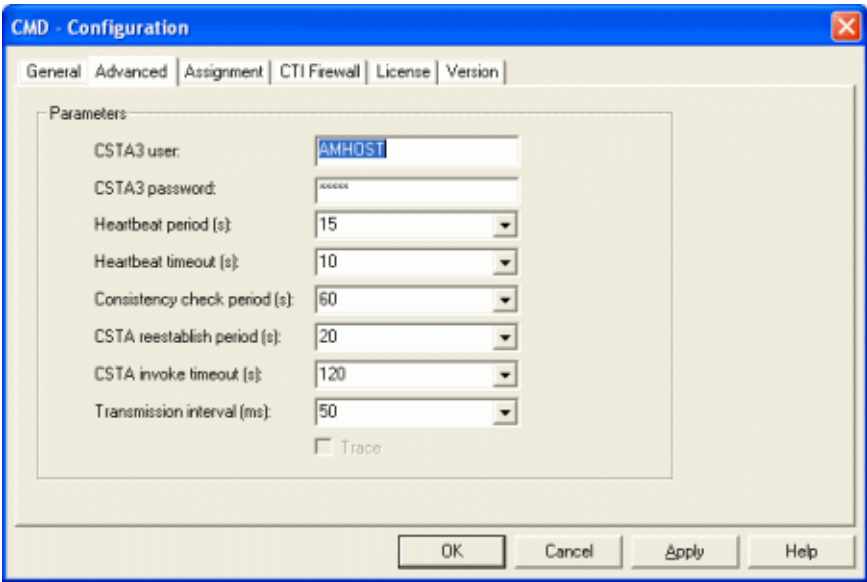 CMD - Configuration
General Advanced Assignment CTI Firewall License Version
Parameters
CSTA3 user: AMHOST
CSTA3 password: *****
Heartbeat period (s): 15
Heartbeat timeout (s): 10
Consistency check period (s): 60
CSTA reestablish period (s): 20
CSTA invoke timeout (s): 120
Transmission interval (ms): 50
Trace
OK Cancel Apply Help